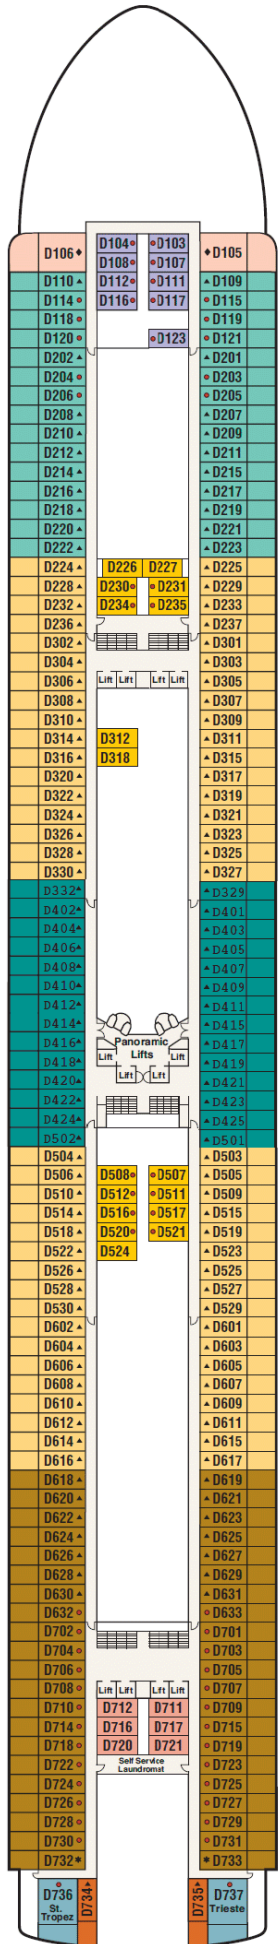 D106 D104 D103 D105
D108 D107
D110 D112 D111 D109
D114 D116 D117 D115
D118 D119
D120 D123 D121
D202 D201
D204 D203
D206 D205
D208 D207
D210 D209
D212 D211
D214 D215
D216 D217
D218 D219
D220 D221
D222 D223
D224 D226 D227 D225
D228 D230 D231 D229
D232 D234 D235 D233
D236 D237
D302 D301
D304 D303
D306 Lift Lift Lift Lift D305
D308 D307
D310 D309
D314 D312 D311
D316 D318 D315
D320 D317
D322 D319
D324 D321
D326 D323
D328 D325
D330 D327
D332 D329
D402 D401
D404 D403
D406 D405
D408 D407
D410 D409
D412 D411
D414 D415
D416 Panoramic D417
Lifts
D418 Lift Lift D419
D420 Lift Lift D421
D422 D423
D424 D425
D502 D501
D504 D503
D506 D508 D507 D505
D510 D512 D511 D509
D514 D516 D517 D515
D518 D520 D521 D519
D522 D524 D523
D526 D525
D528 D527
D530 D529
D602 D601
D604 D603
D606 D605
D608 D607
D610 D609
D612 D611
D614 D615
D616 D617
D618 D619
D620 D621
D622 D623
D624 D625
D626 D627
D628 D629
D630 D631
D632 D633
D702 D701
D704 D703
D706 D705
D708 Lift Lift Lift Lift D707
D710 D712 D711 D709
D714 D716 D717 D715
D718 D720 D721 D719
D722 Self Service D723
Laundromat
D724 D725
D726 D727
D728 D729
D730 D731
D732 D733
D736 D734 D735 D737
St. Trieste
Tropez